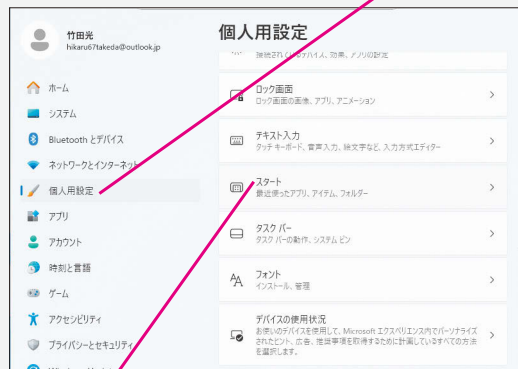 竹田光
hikaru67takeda@outlook.jp
ホーム
システム
Bluetooth とデバイス
ネットワークとインターネット
個人用設定
アプリ
アカウント
時刻と言語
ゲーム
アクセシビリティ
プライバシーとセキュリティ
個人用設定
ロック画面
ロック画面の画像、アプリ、アニメーション
テキスト入力
タッチ キーボード、音声入力、絵文字など、入力方式エディター
スタート
最近使ったアプリ、アイテム、フォルダー
タスク バー
タスク バーの動作、システム ピン
フォント
インストール、管理
デバイスの使用状況
お使いのデバイスを使用して、Microsoft エクスペリエンス内でパーソナライズ
されたヒント、広告、推奨事項を取得するために計画しているすべての方法
を選択します。